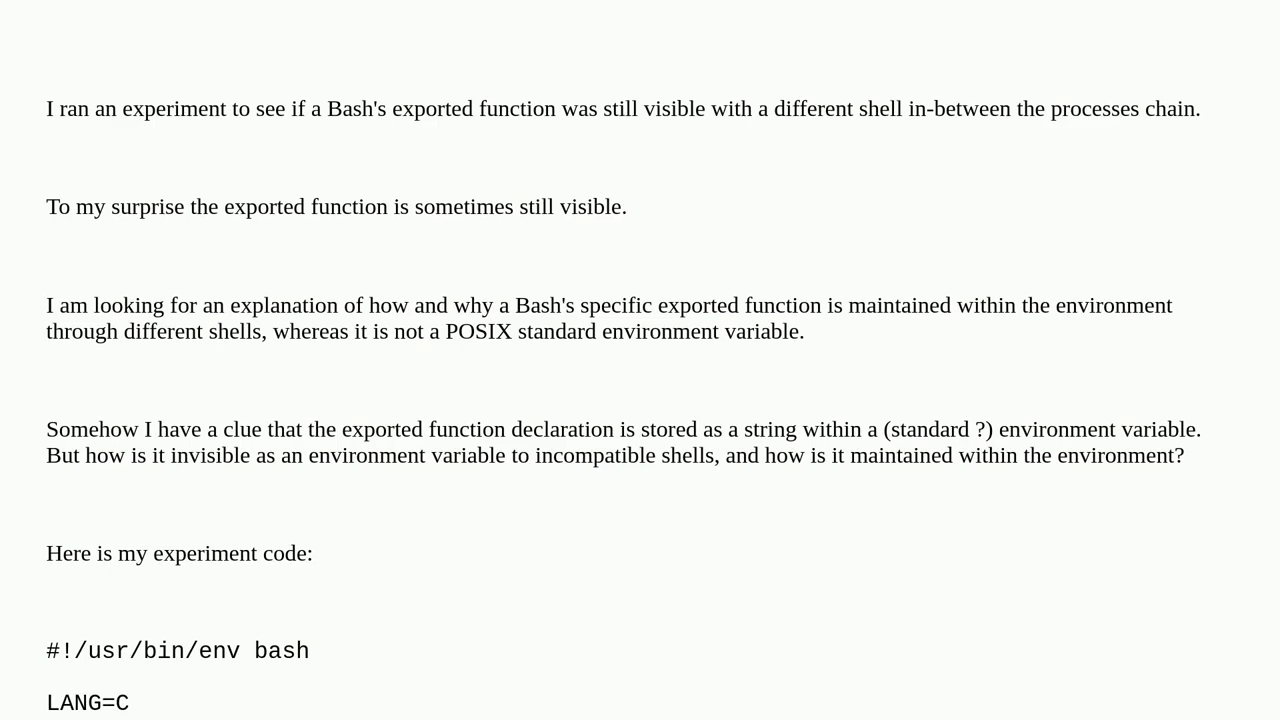 I ran an experiment to see if a Bash's exported function was still visible with a different shell in-between the processes chain.
To my surprise the exported function is sometimes still visible.
I am looking for an explanation of how and why a Bash's specific exported function is maintained within the environment
through different shells, whereas it is not a POSIX standard environment variable.
Somehow I have a clue that the exported function declaration is stored as a string within a (standard ?) environment variable.
But how is it invisible as an environment variable to incompatible shells, and how is it maintained within the environment?
Here is my experiment code:
#!/usr/bin/env bash
LANG=C